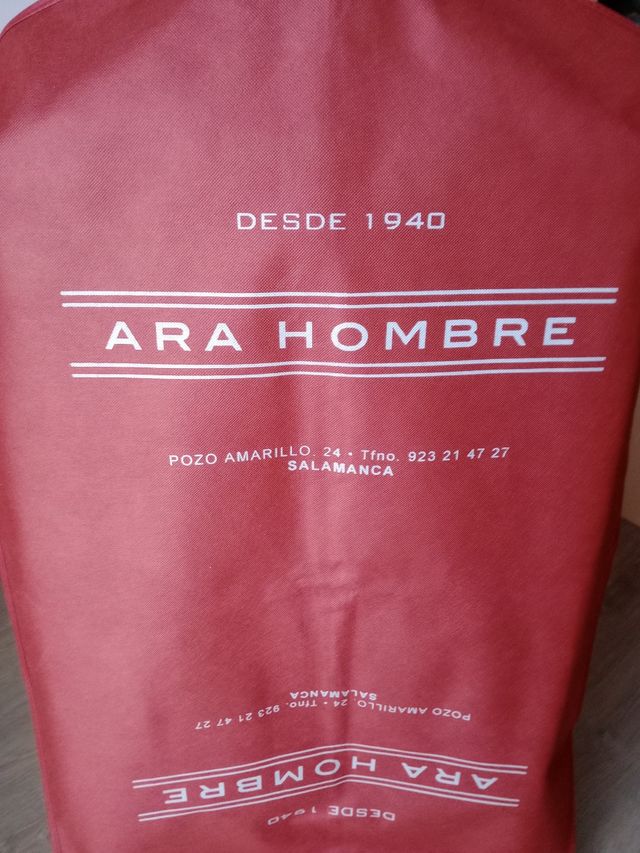 DESDE 1940
ARA HOMBRE
POZO AMARILLO. 24 - Tfno. 923 21 47 27
SALAMANCA
DESDE 1940
ARA HOMBRE
POZO AMARILLO, 24 - Tfno. 923 21 47 27
SALAMANCA